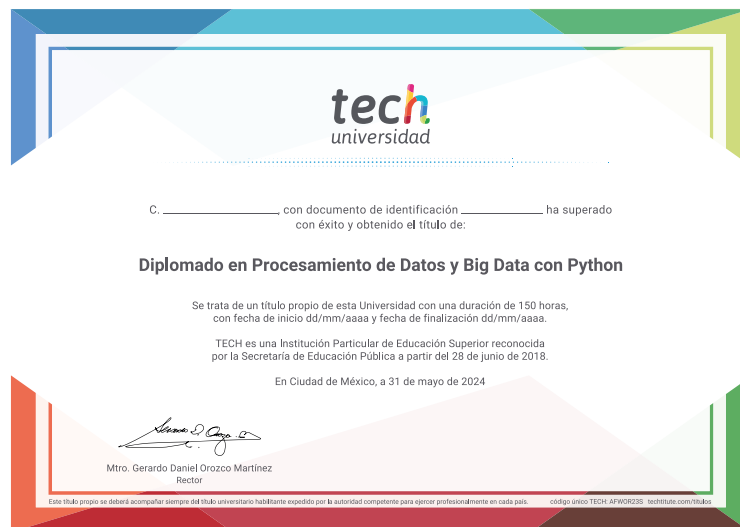 tech
universidad
C. ____________, con documento de identificación ____________ ha superado
con éxito y obtenido el título de:
Diplomado en Procesamiento de Datos y Big Data con Python
Se trata de un título propio de esta Universidad con una duración de 150 horas,
con fecha de inicio dd/mm/aaaa y fecha de finalización dd/mm/aaaa.
TECH es una Institución Particular de Educación Superior reconocida
por la Secretaría de Educación Pública a partir del 28 de junio de 2018.
En Ciudad de México, a 31 de mayo de 2024
Mtro. Gerardo Daniel Orozco Martínez
Rector
Este título propio se deberá acompañar siempre del título universitario habilitante expedido por la autoridad competente para ejercer profesionalmente en cada país. código único TECH: AFWOR23S techtitute.com/titulos